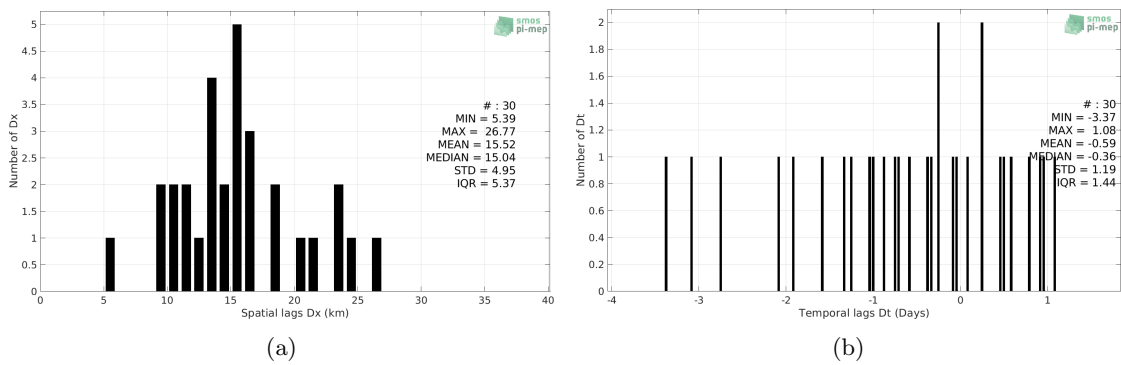 smos
pi-mep
5
4.5
4
3.5
3
2.5
2
1.5
1
0.5
0
Number of Dx
# : 30
MIN = 5.39
MAX = 26.77
MEAN = 15.52
MEDIAN = 15.04
STD = 4.95
IQR = 5.37
0 5 10 15 20 25 30 35 40
Spatial lags Dx (km)
(a)
smos
pi-mep
2
1.8
1.6
1.4
1.2
1
0.8
0.6
0.4
0.2
0
Number of Dt
# : 30
MIN = -3.37
MAX = 1.08
MEAN = -0.59
MEDIAN = -0.36
STD = 1.19
IQR = 1.44
-4 -3 -2 -1 0 1
Temporal lags Dt (Days)
(b)